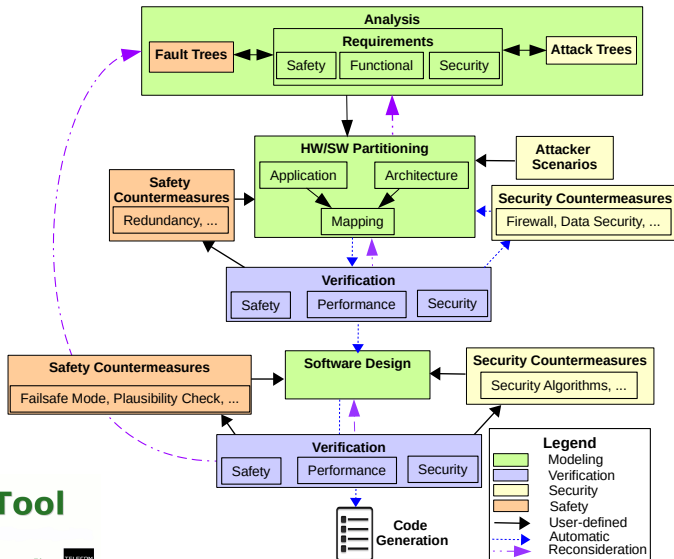 Analysis
Requirements
Fault Trees
Safety
Functional
Security
Attack Trees
HW/SW Partitioning
Application
Architecture
Mapping
Attacker
Scenarios
Safety
Countermeasures
Redundancy, ...
Security Countermeasures
Firewall, Data Security, ...
Verification
Safety
Performance
Security
Safety Countermeasures
Failsafe Mode, Plausibility Check, ...
Software Design
Security Countermeasures
Security Algorithms, ...
Verification
Safety
Performance
Security
Code
Generation
Legend
Modeling
Verification
Security
Safety
User-defined
Automatic
Reconsideration
Tool
TELECOM